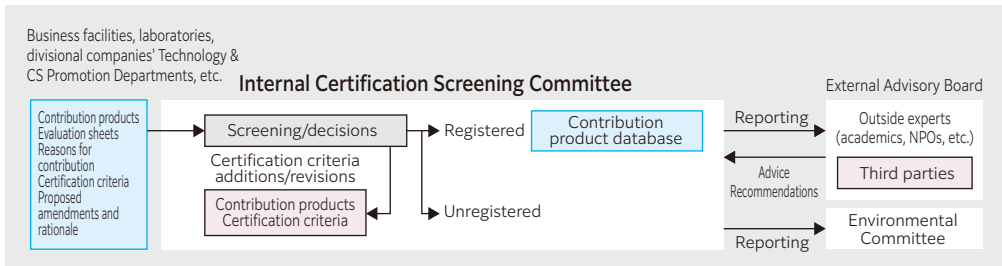 Business facilities, laboratories,
divisional companies' Technology &
CS Promotion Departments, etc.
Internal Certification Screening Committee
External Advisory Board
Contribution products
Evaluation sheets
Reasons for
contribution
Certification criteria
Proposed
amendments and
rationale
Screening/decisions
Certification criteria
additions/revisions
Contribution products
Certification criteria
Registered
Unregistered
Contribution
product database
Reporting
Advice
Recommendations
Reporting
Outside experts
(academics, NPOs, etc.)
Third parties
Environmental
Committee